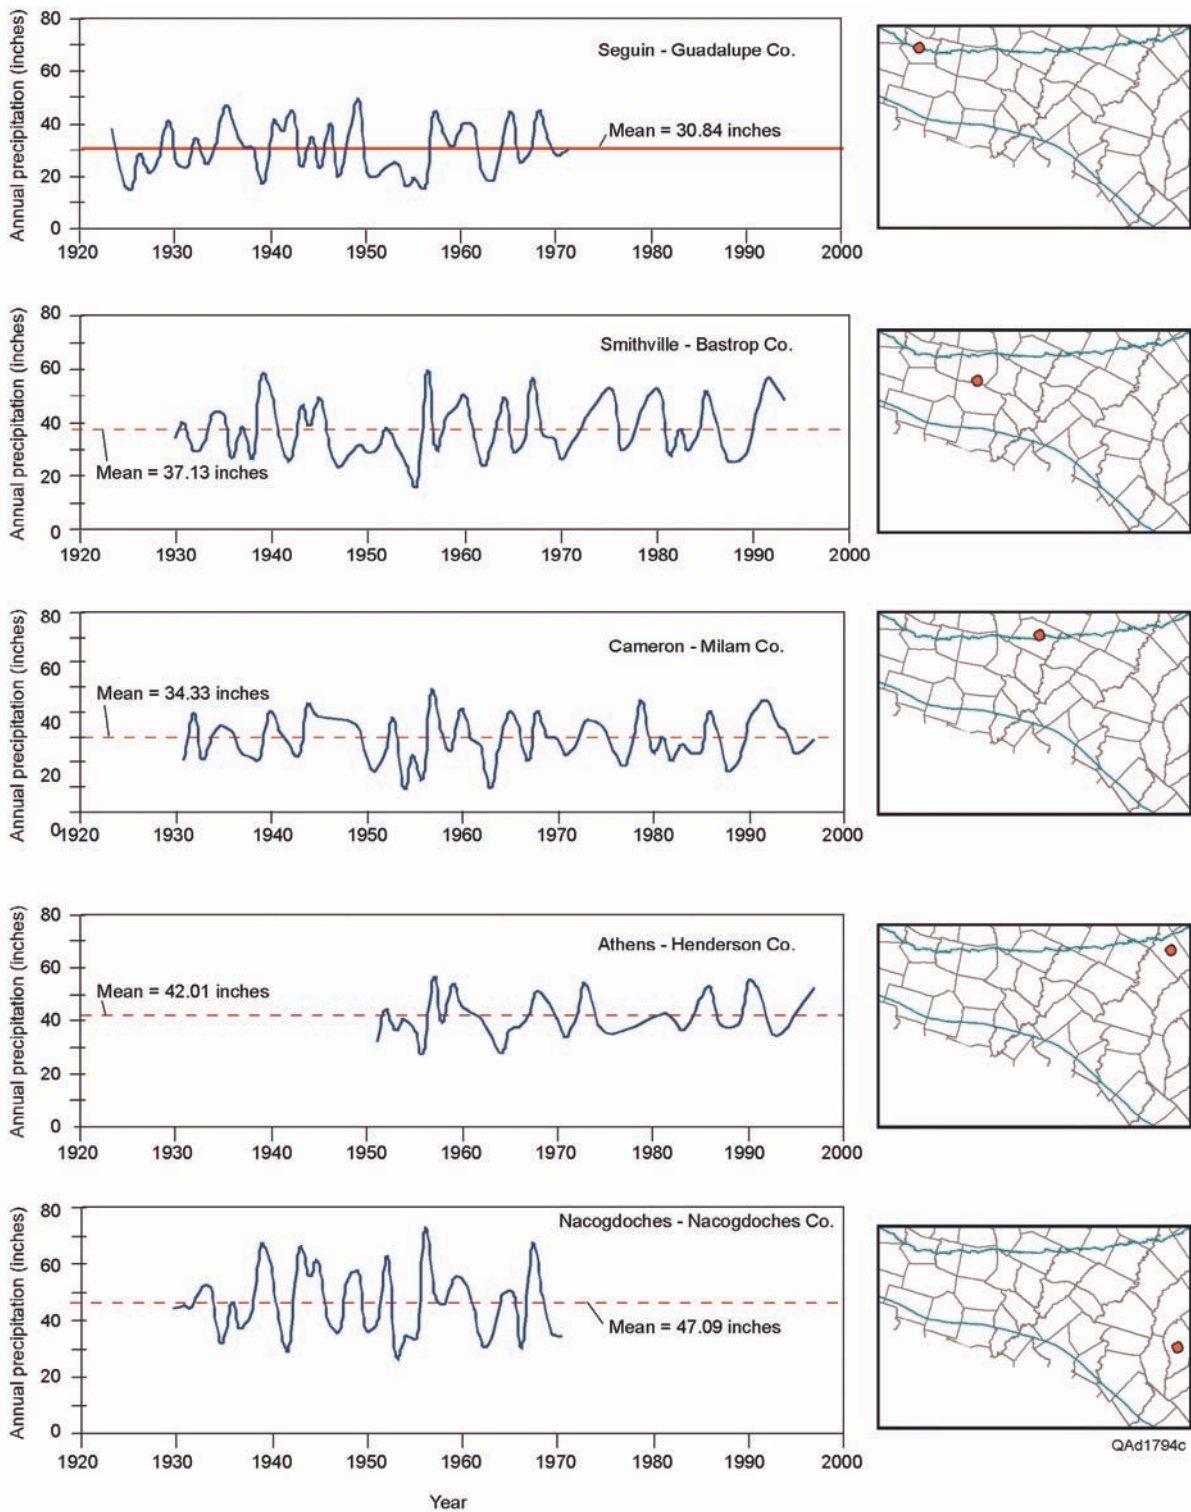 Annual precipitation (inches)
80
60
40
20
0
Seguin - Guadalupe Co.
Mean = 30.84 inches
1920 1930 1940 1950 1960 1970 1980 1990 2000
Annual precipitation (inches)
80
60
40
20
0
Smithville - Bastrop Co.
Mean = 37.13 inches
1920 1930 1940 1950 1960 1970 1980 1990 2000
Annual precipitation (inches)
80
60
40
20
0
Cameron - Milam Co.
Mean = 34.33 inches
1920 1930 1940 1950 1960 1970 1980 1990 2000
Annual precipitation (inches)
80
60
40
20
0
Athens - Henderson Co.
Mean = 42.01 inches
1920 1930 1940 1950 1960 1970 1980 1990 2000
Annual precipitation (inches)
80
60
40
20
0
Nacogdoches - Nacogdoches Co.
Mean = 47.09 inches
1920 1930 1940 1950 1960 1970 1980 1990 2000
QAd1794c
Year